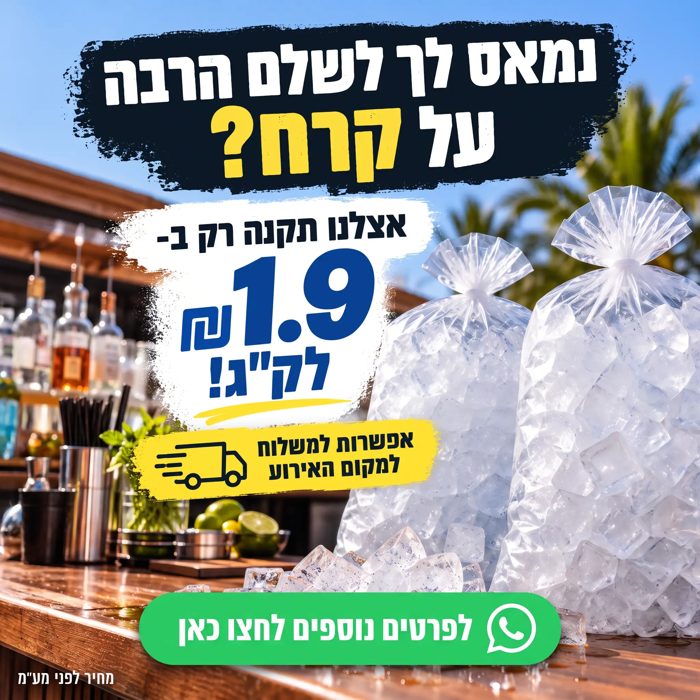 נמאס לך לשלם הרבה
על קרח?
אצלנו תקנה רק ב-
1.9₪
לק"ג!
אפשרות למשלוח
למקום האירוע
לפרטים נוספים לחצו כאן
מחיר לפני מע"מ